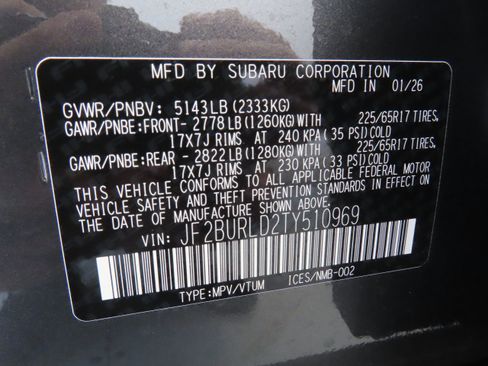 MFD BY SUBARU CORPORATION
MFD IN 01/26
GVWR/PNBV: 5143LB(2333KG)
GAWR/PNBE:FRONT- 2778LB(1260KG)WITH 225/65R17 TIRES,
17X7J RIMS AT 240 KPA( 35 PSI)COLD
GAWR/PNBE:REAR - 2822LB(1280KG)WITH 225/65R17 TIRES,
17X7J RIMS AT 230 KPA( 33 PSI)COLD
THIS VEHICLE CONFORMS TO ALL APPLICABLE FEDERAL MOTOR
VEHICLE SAFETY AND THEFT PREVENTION STANDARDS IN EFFECT ON
THE DATE OF MANUFACTURE SHOWN ABOVE.
VIN: JF2BURLD2TY510969
TYPE:MPV/VTUM ICES/NMB-002